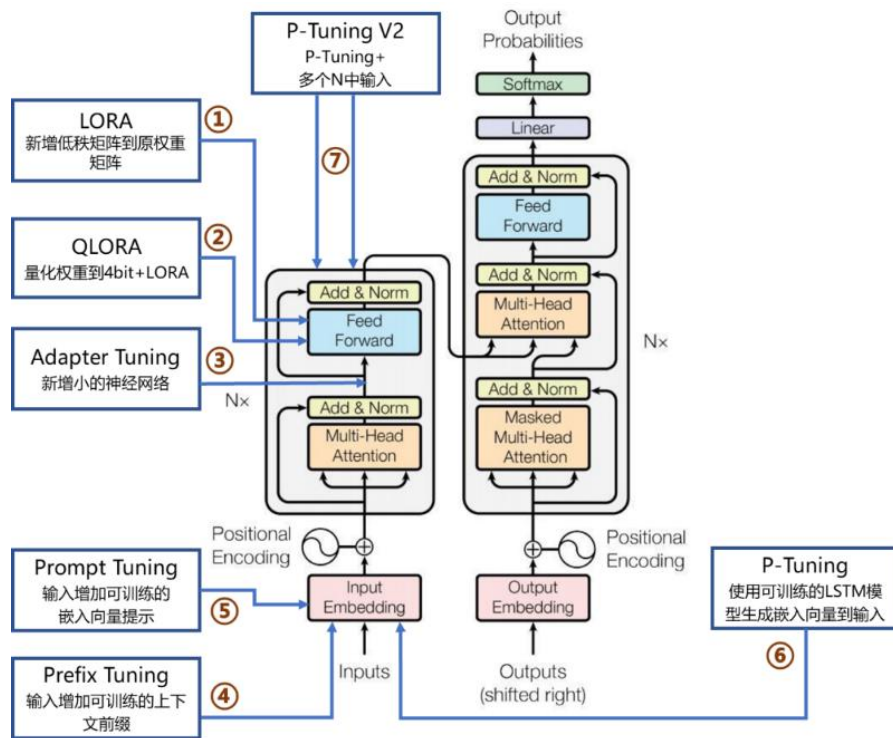 P-Tuning V2
P-Tuning+
多个N中输入
Output
Probabilities
Softmax
Linear
LORA
新增低秩矩阵到原权重
矩阵
①
⑦
Add & Norm
Feed
Forward
QLORA
量化权重到4bit+LORA
②
Add & Norm
Multi-Head
Attention
N×
Add & Norm
Feed
Forward
Adapter Tuning
新增小的神经网络
③
N×
Add & Norm
Multi-Head
Attention
Add & Norm
Masked
Multi-Head
Attention
Positional
Encoding
Positional
Encoding
Prompt Tuning
输入增加可训练的
嵌入向量提示
⑤
Input
Embedding
Output
Embedding
P-Tuning
使用可训练的LSTM模
型生成嵌入向量到输入
⑥
Prefix Tuning
输入增加可训练的上下
文前缀
④
Inputs
Outputs
(shifted right)